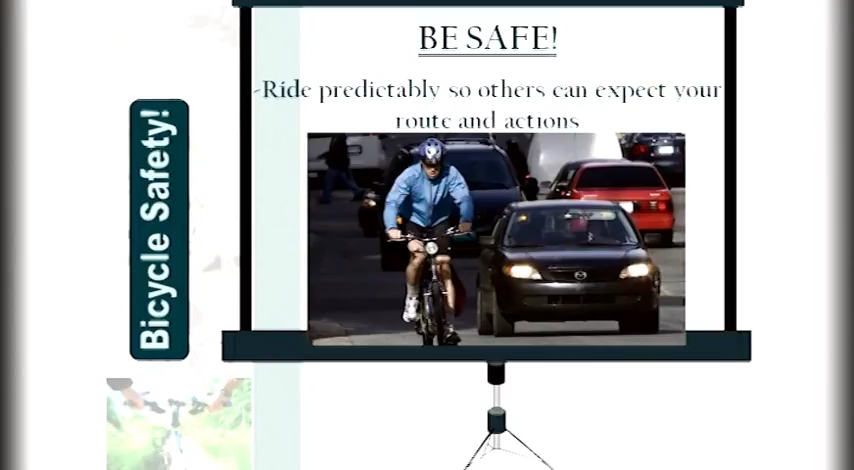 BE SAFE!
-Ride predictably so others can expect your
route and actions
Bicycle Safety!